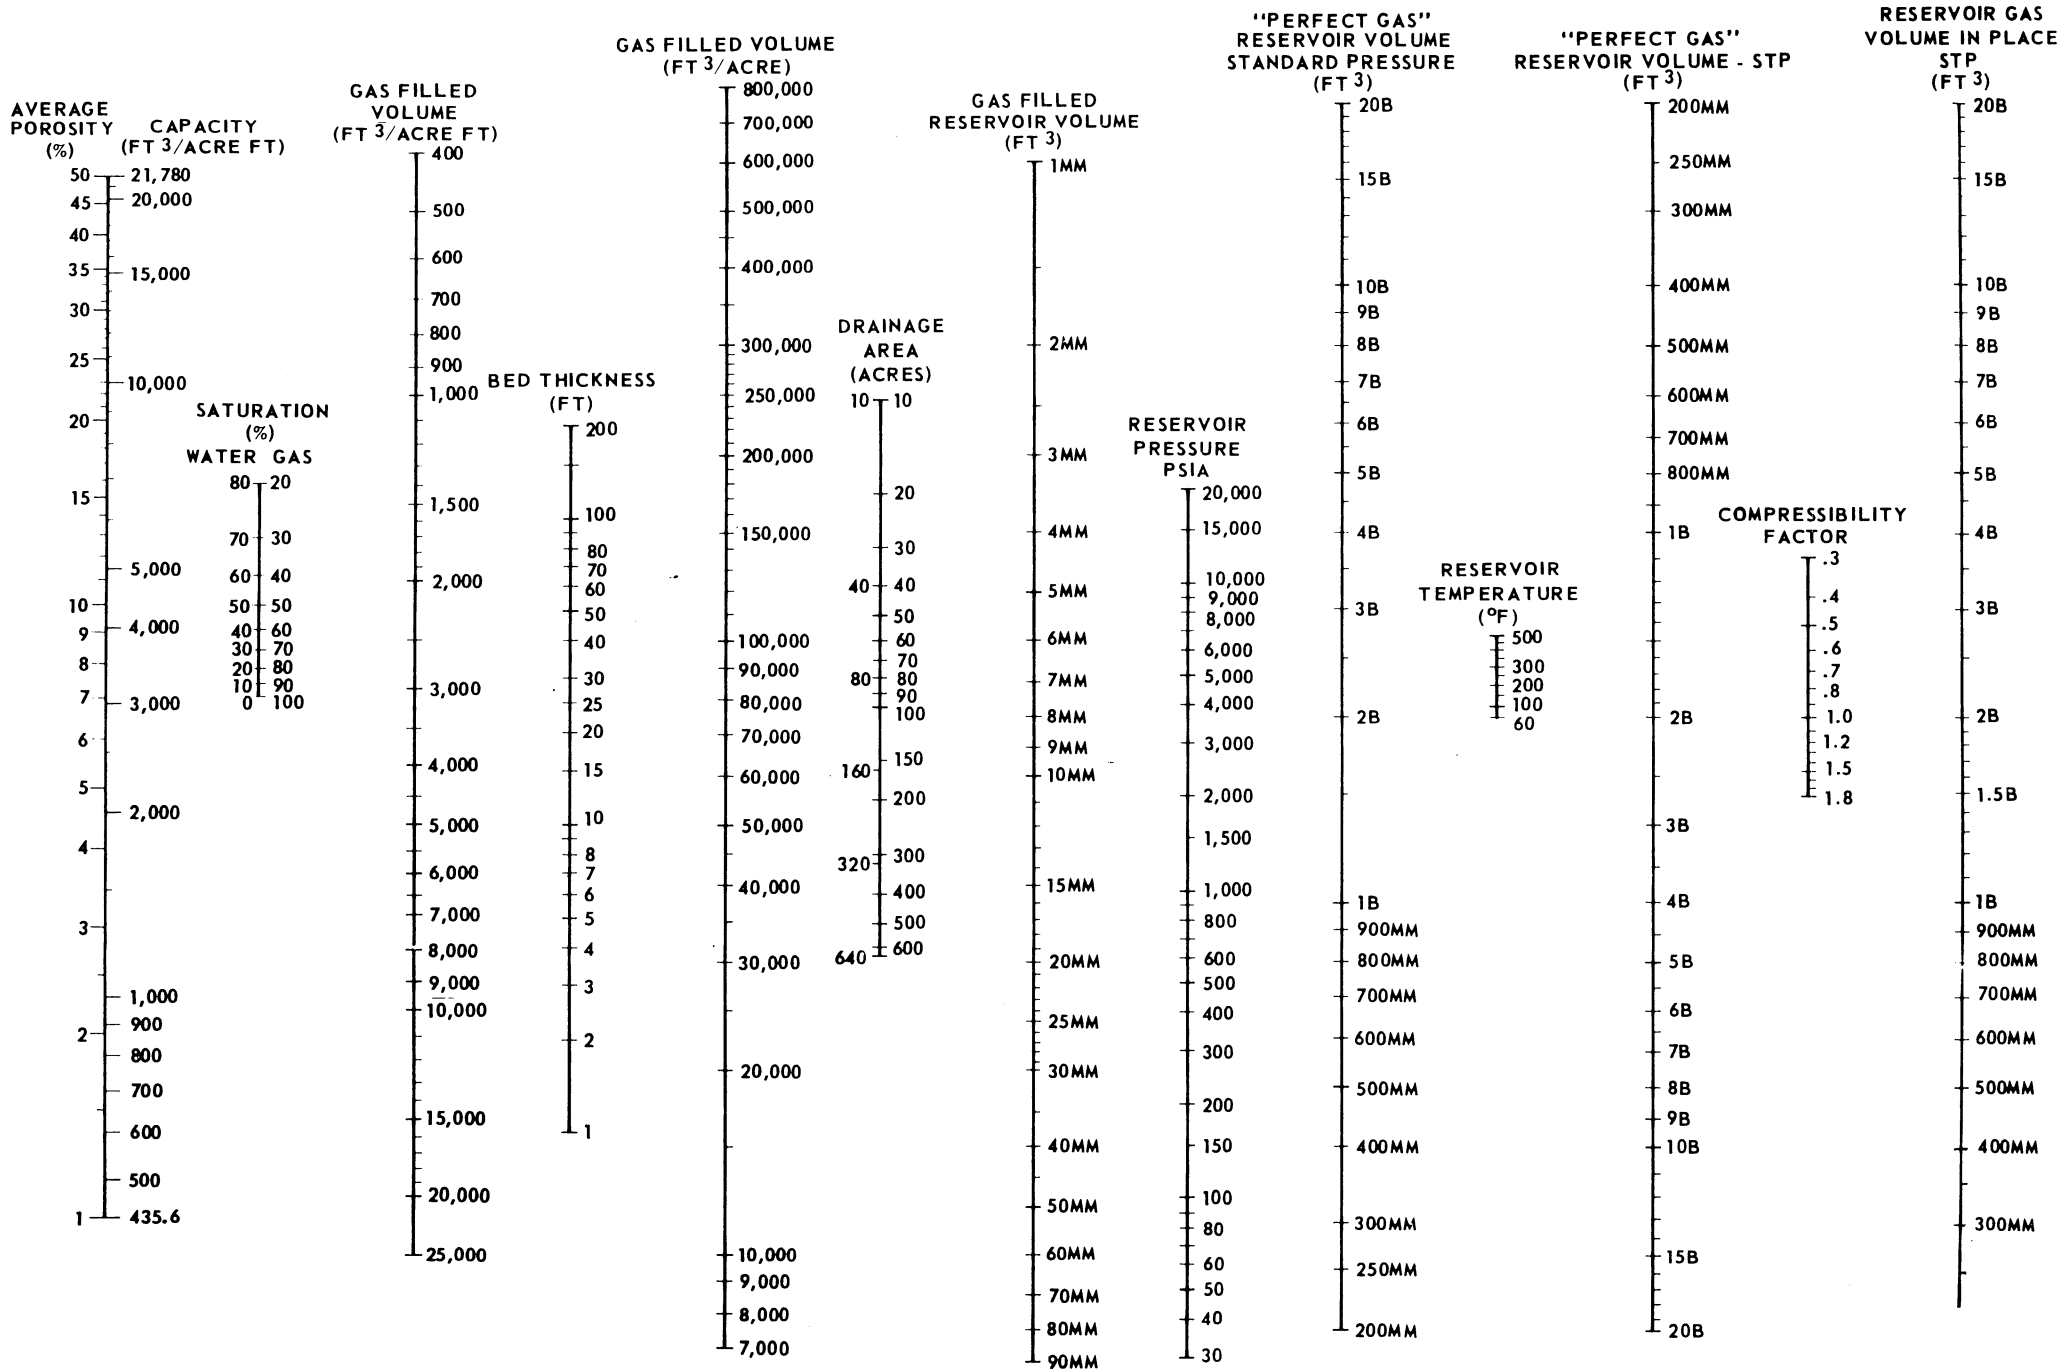 AVERAGE
POROSITY
(%)
50
45
40
35
30
25
20
15
10
9
8
7
6
5
4
3
2
1
CAPACITY
(FT 3/ACRE FT)
21,780
20,000
15,000
10,000
5,000
4,000
3,000
2,000
1,000
900
800
700
600
500
435.6
SATURATION
(%)
WATER GAS
80 20
70 30
60 40
50 50
40 60
30 70
20 80
10 90
0 100
GAS FILLED
VOLUME
(FT 3/ACRE FT)
400
500
600
700
800
900
1,000
1,500
2,000
3,000
4,000
5,000
6,000
7,000
8,000
9,000
10,000
15,000
20,000
25,000
BED THICKNESS
(FT)
200
100
80
70
60
50
40
30
25
20
15
10
8
7
6
5
4
3
2
1
GAS FILLED VOLUME
(FT 3/ACRE)
800,000
700,000
600,000
500,000
400,000
300,000
250,000
200,000
150,000
100,000
90,000
80,000
70,000
60,000
50,000
40,000
30,000
20,000
10,000
9,000
8,000
7,000
DRAINAGE
AREA
(ACRES)
10 10
20
30
40 40
50
60
70
80 80
90
100
150
160
200
300
320
400
500
600
640
GAS FILLED
RESERVOIR VOLUME
(FT 3)
1MM
2MM
3MM
4MM
5MM
6MM
7MM
8MM
9MM
10MM
15MM
20MM
25MM
30MM
40MM
50MM
60MM
70MM
80MM
90MM
RESERVOIR
PRESSURE
PSIA
20,000
15,000
10,000
9,000
8,000
6,000
5,000
4,000
3,000
2,000
1,500
1,000
800
600
500
400
300
200
150
100
80
60
50
40
30
"PERFECT GAS"
RESERVOIR VOLUME
STANDARD PRESSURE
(FT 3)
20B
15B
10B
9B
8B
7B
6B
5B
4B
3B
2B
1B
900MM
800MM
700MM
600MM
500MM
400MM
300MM
250MM
200MM
RESERVOIR
TEMPERATURE
(°F)
500
300
200
100
60
"PERFECT GAS"
RESERVOIR VOLUME - STP
(FT 3)
200MM
250MM
300MM
400MM
500MM
600MM
700MM
800MM
1B
2B
3B
4B
5B
6B
7B
8B
9B
10B
15B
20B
COMPRESSIBILITY
FACTOR
.3
.4
.5
.6
.7
.8
1.0
1.2
1.5
1.8
RESERVOIR GAS
VOLUME IN PLACE
STP
(FT 3)
20B
15B
10B
9B
8B
7B
6B
5B
4B
3B
2B
1.5B
1B
900MM
800MM
700MM
600MM
500MM
400MM
300MM